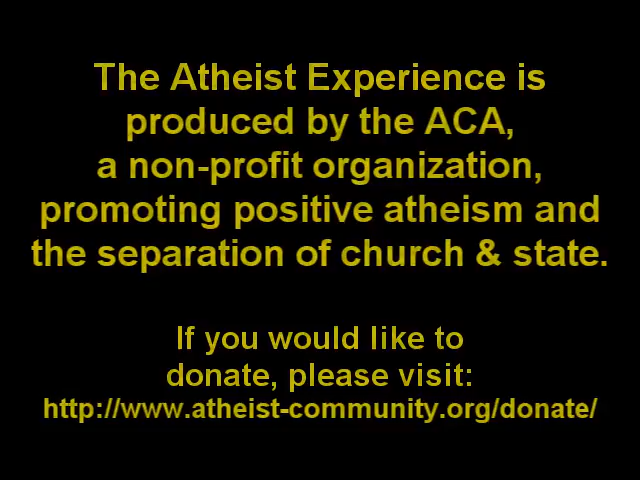 The Atheist Experience is
produced by the ACA,
a non-profit organization,
promoting positive atheism and
the separation of church & state.
If you would like to
donate, please visit:
http://www.atheist-community.org/donate/